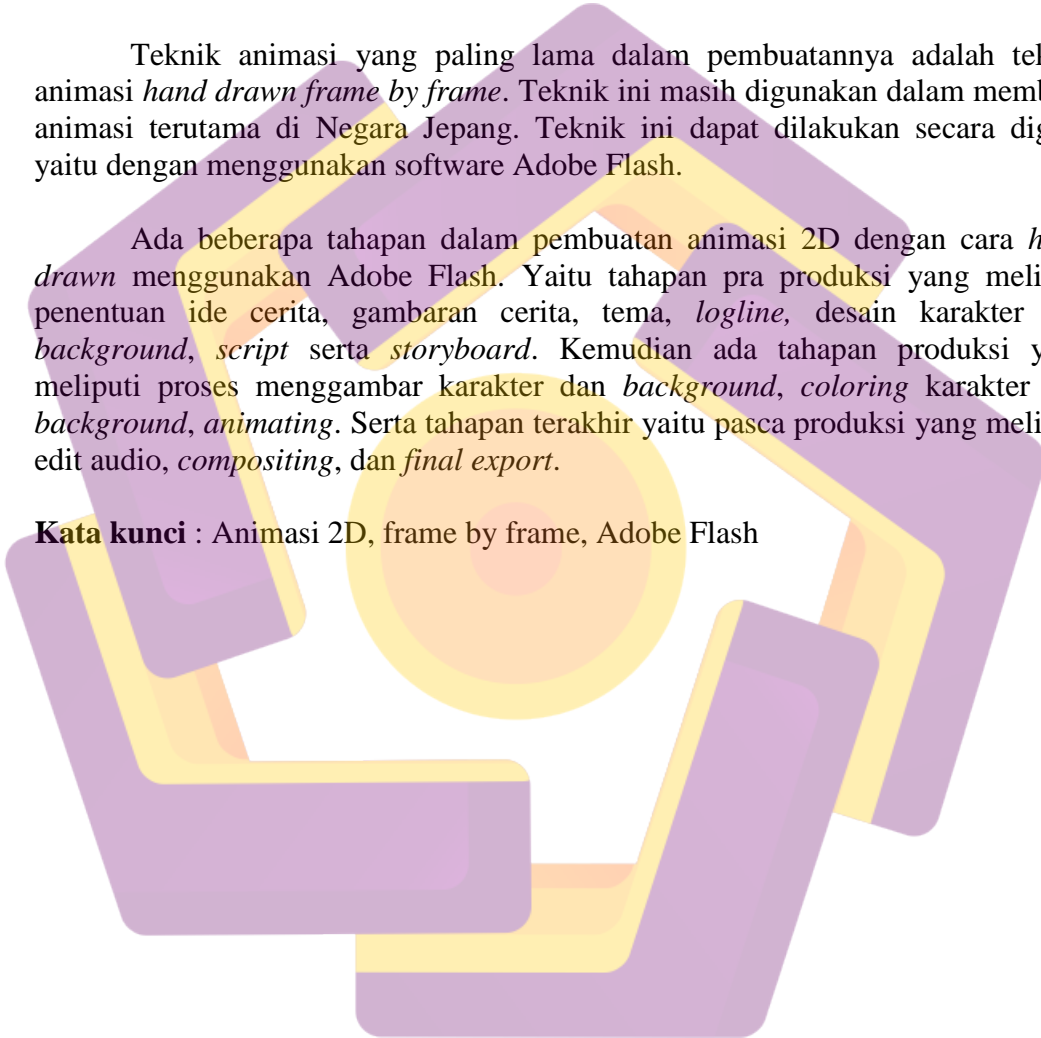 Teknik animasi yang paling lama dalam pembuatannya adalah
animasi hand drawn frame by frame. Teknik ini masih digunakan dalam
animasi terutama di Negara Jepang. Teknik ini dapat dilakukan secara
yaitu dengan menggunakan software Adobe Flash.
Ada beberapa tahapan dalam pembuatan animasi 2D dengan cara
drawn menggunakan Adobe Flash. Yaitu tahapan pra produksi yang
penentuan ide cerita, gambaran cerita, tema, logline, desain karakter
background, script serta storyboard. Kemudian ada tahapan produksi
meliputi proses menggambar karakter dan background, coloring karakter
background, animating. Serta tahapan terakhir yaitu pasca produksi yang
edit audio, compositing, dan final export.
Kata kunci : Animasi 2D, frame by frame, Adobe Flash